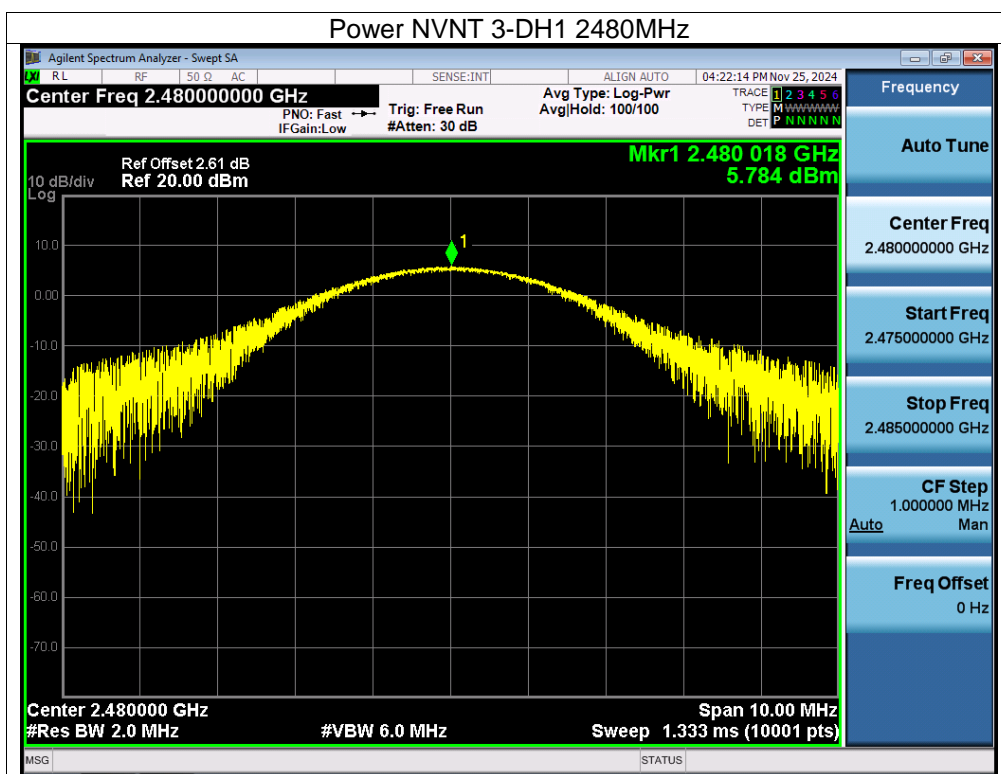 Power NVNT 3-DH1 2480MHz
Agilent Spectrum Analyzer - Swept SA
LXI RL RF 50 Ω AC SENSE:INT ALIGN AUTO 04:22:14 PM Nov 25, 2024
Center Freq 2.480000000 GHz
PNO: Fast
IFGain:Low
Trig: Free Run
#Atten: 30 dB
Avg Type: Log-Pwr
Avg|Hold: 100/100
TRACE 1 2 3 4 5 6
TYPE M WWWWW
DET P N N N N N
Mkr1 2.480 018 GHz
5.784 dBm
Ref Offset 2.61 dB
10 dB/div Ref 20.00 dBm
Log
1
10.0
0.00
-10.0
-20.0
-30.0
-40.0
-50.0
-60.0
-70.0
Center 2.480000 GHz Span 10.00 MHz
#Res BW 2.0 MHz #VBW 6.0 MHz Sweep 1.333 ms (10001 pts)
MSG STATUS
Frequency
Auto Tune
Center Freq
2.480000000 GHz
Start Freq
2.475000000 GHz
Stop Freq
2.485000000 GHz
CF Step
1.000000 MHz
Auto Man
Freq Offset
0 Hz